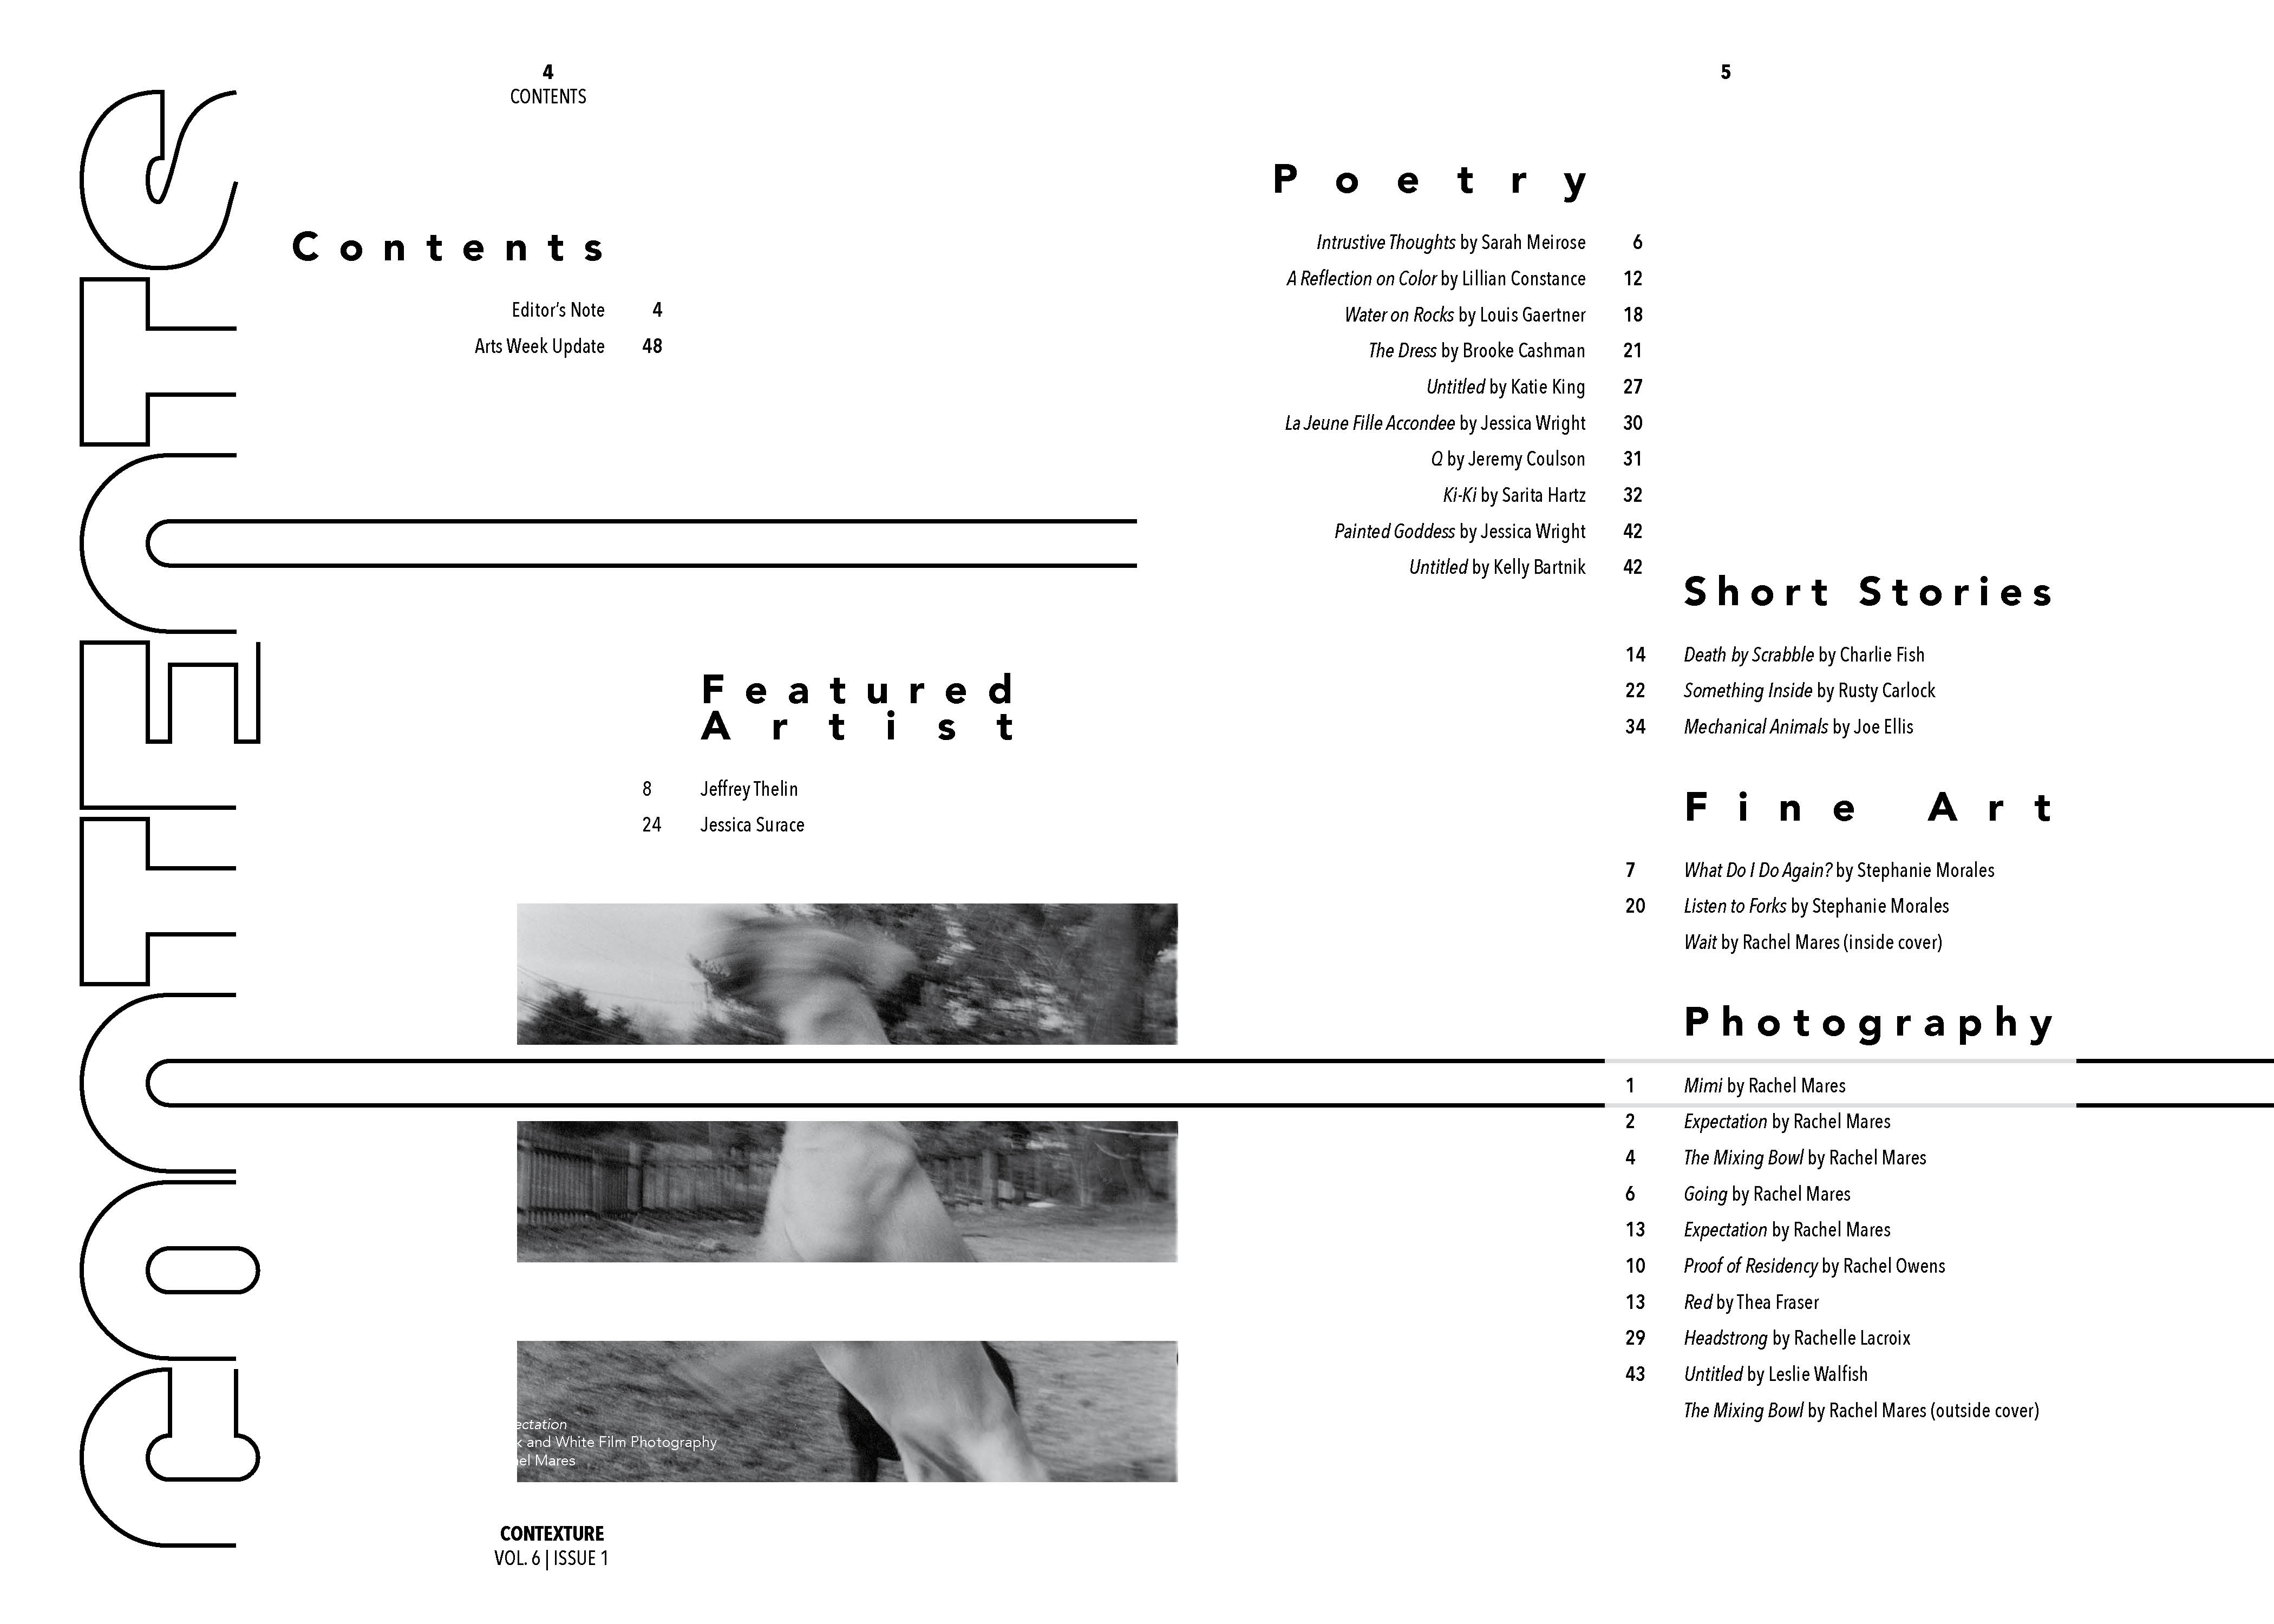 CONTENTS
4
CONTENTS
Contents
Editor's Note 4
Arts Week Update 48
Featured
Artist
8 Jeffrey Thelin
24 Jessica Surace
ectation
k and White Film Photography
el Mares
CONTEXTURE
VOL. 6 | ISSUE 1
5
Poetry
Intrustive Thoughts by Sarah Meirose 6
A Reflection on Color by Lillian Constance 12
Water on Rocks by Louis Gaertner 18
The Dress by Brooke Cashman 21
Untitled by Katie King 27
La Jeune Fille Accondee by Jessica Wright 30
Q by Jeremy Coulson 31
Ki-Ki by Sarita Hartz 32
Painted Goddess by Jessica Wright 42
Untitled by Kelly Bartnik 42
Short Stories
14 Death by Scrabble by Charlie Fish
22 Something Inside by Rusty Carlock
34 Mechanical Animals by Joe Ellis
Fine Art
7 What Do I Do Again? by Stephanie Morales
20 Listen to Forks by Stephanie Morales
Wait by Rachel Mares (inside cover)
Photography
1 Mimi by Rachel Mares
2 Expectation by Rachel Mares
4 The Mixing Bowl by Rachel Mares
6 Going by Rachel Mares
13 Expectation by Rachel Mares
10 Proof of Residency by Rachel Owens
13 Red by Thea Fraser
29 Headstrong by Rachelle Lacroix
43 Untitled by Leslie Walfish
The Mixing Bowl by Rachel Mares (outside cover)